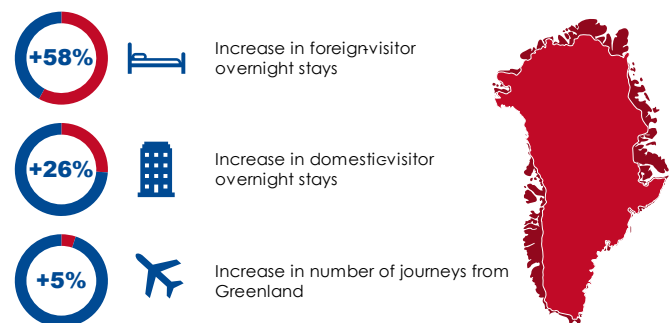 +58%
Increase in foreign-visitor
overnight stays
+26%
Increase in domestic-visitor
overnight stays
+5%
Increase in number of journeys from
Greenland